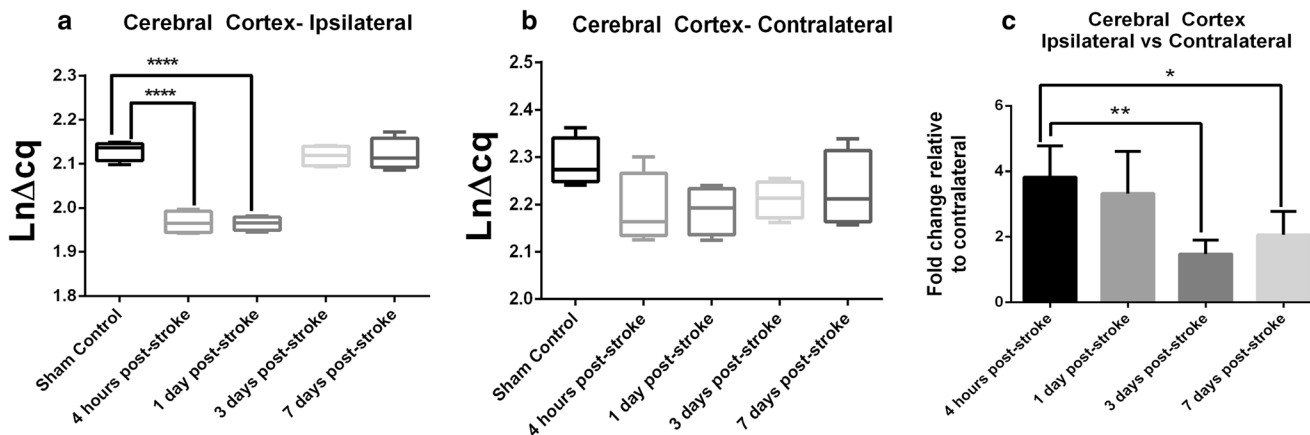 a Cerebral Cortex- Ipsilateral
****
****
LnΔcq
2.3
2.2
2.1
2.0
1.9
1.8
Sham Control
4 hours post-stroke
1 day post-stroke
3 days post-stroke
7 days post-stroke
b Cerebral Cortex- Contralateral
LnΔcq
2.5
2.4
2.3
2.2
2.1
2.0
Sham Control
4 hours post-stroke
1 day post-stroke
3 days post-stroke
7 days post-stroke
c Cerebral Cortex
Ipsilateral vs Contralateral
*
**
Fold change relative
to contralateral
6
4
2
0
4 hours post-stroke
1 day post-stroke
3 days post-stroke
7 days post-stroke